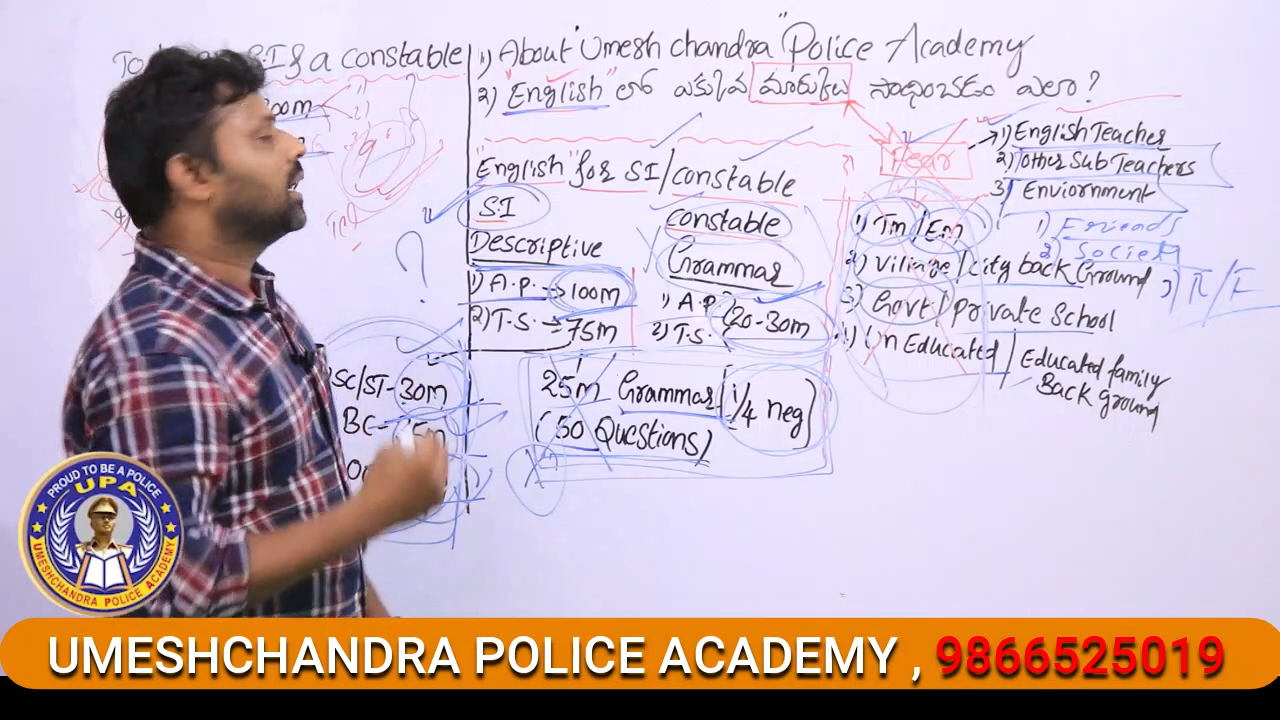 a constable
1) About "Umesh chandra" Police Academy
2) "English" లో ఎక్కువ మార్కులు సాధించడం ఎలా ?
"English" for SI/constable
SI
Descriptive
1) A.P. → 100m
2) T.S → 75m
constable
Grammar
1) A.P
2) T.S.
20-30m
25m Grammar (1/4 neg)
(50 Questions)
SC/ST-30m
BC-
Fear
1) English Teacher
2) other Sub Teachers
3) Enviornment
1) Friends
2) Society
3) R/F
1) Tm/Em
2) Villnge/city back Ground
3) Govt/private School
4) Un Educated/Educated family
Back ground
PROUD TO BE A POLICE
UPA
UMESHCHANDRA POLICE ACADEMY
UMESHCHANDRA POLICE ACADEMY , 9866525019